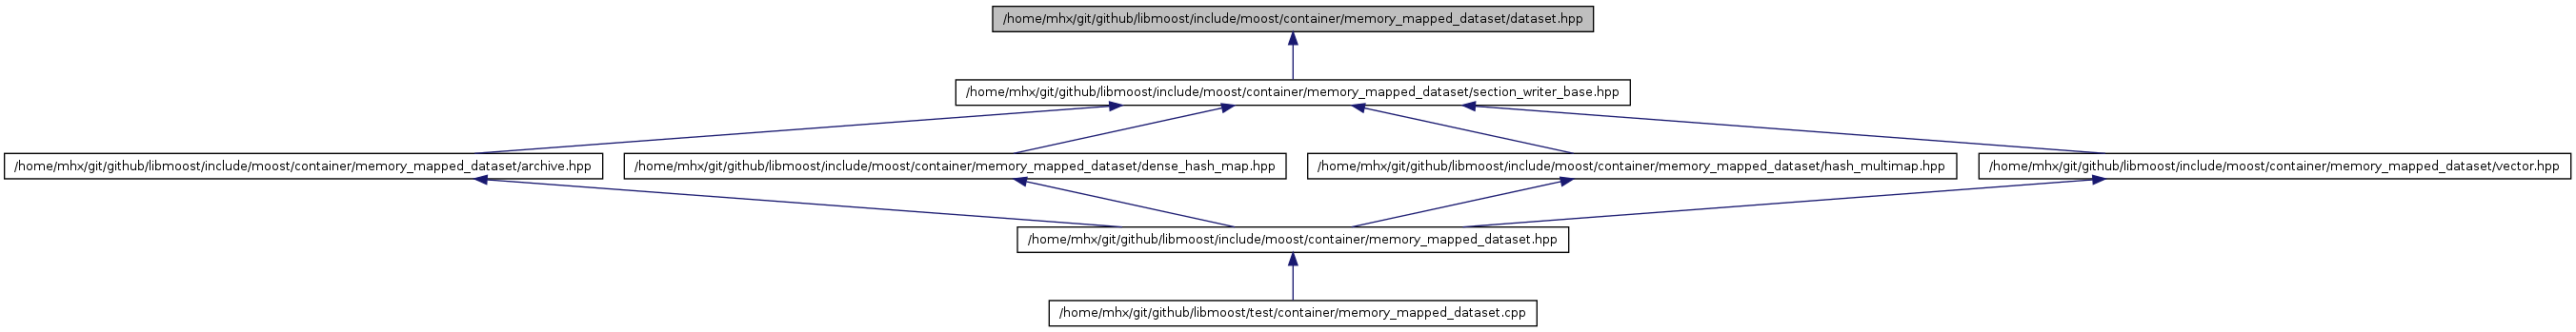 /home/mhx/git/github/libmoost/include/moost/container/memory_mapped_dataset/dataset.hpp
/home/mhx/git/github/libmoost/include/moost/container/memory_mapped_dataset/section_writer_base.hpp
/home/mhx/git/github/libmoost/include/moost/container/memory_mapped_dataset/archive.hpp
/home/mhx/git/github/libmoost/include/moost/container/memory_mapped_dataset/dense_hash_map.hpp
/home/mhx/git/github/libmoost/include/moost/container/memory_mapped_dataset/hash_multimap.hpp
/home/mhx/git/github/libmoost/include/moost/container/memory_mapped_dataset/vector.hpp
/home/mhx/git/github/libmoost/include/moost/container/memory_mapped_dataset.hpp
/home/mhx/git/github/libmoost/test/container/memory_mapped_dataset.cpp